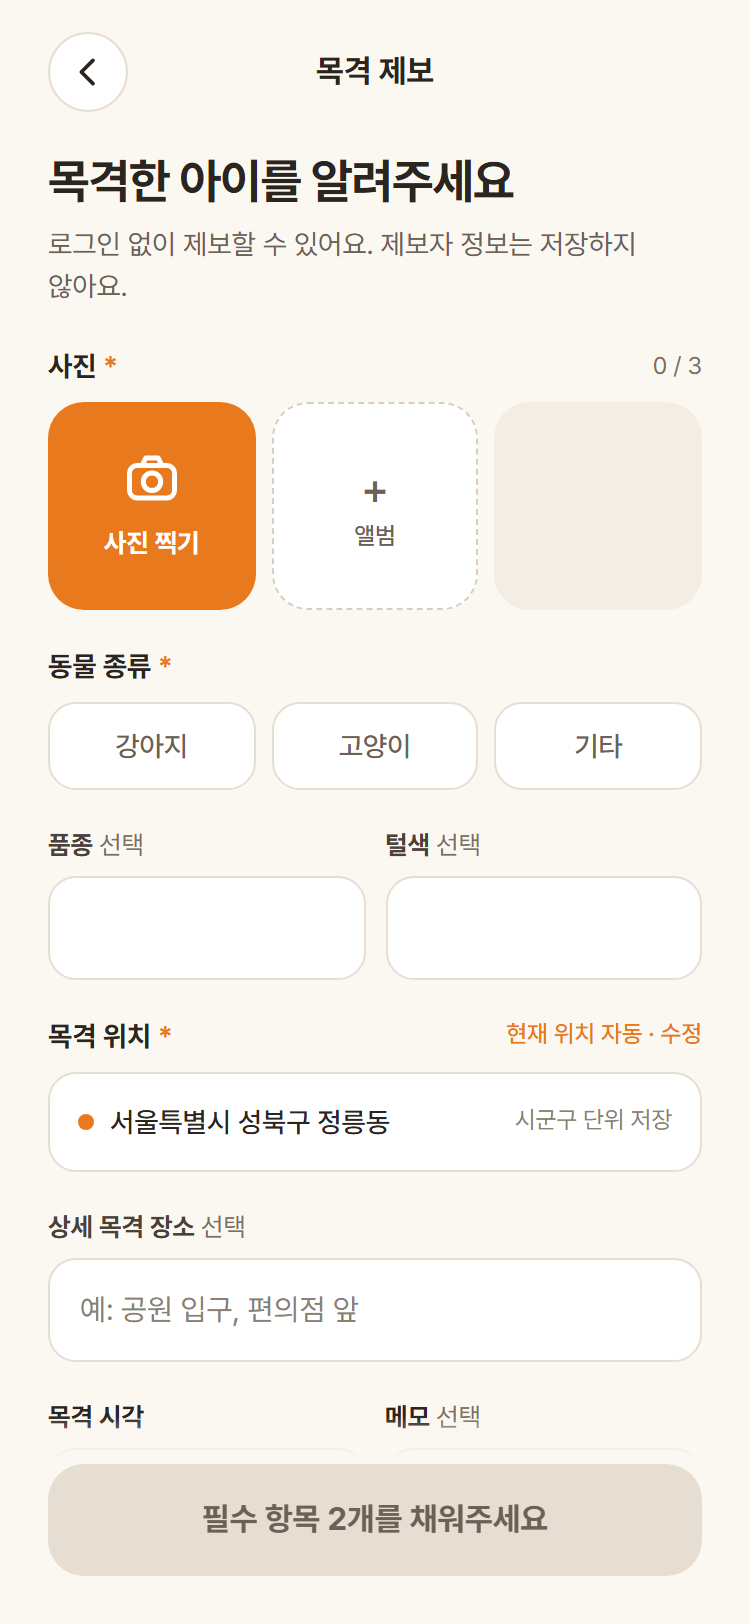 목격 제보
목격한 아이를 알려주세요
로그인 없이 제보할 수 있어요. 제보자 정보는 저장하지
않아요.
사진 *
0 / 3
사진 찍기
+
앨범
동물 종류 *
강아지
고양이
기타
품종 선택
털색 선택
목격 위치 *
현재 위치 자동 · 수정
서울특별시 성북구 정릉동
시군구 단위 저장
상세 목격 장소 선택
예: 공원 입구, 편의점 앞
목격 시각
메모 선택
필수 항목 2개를 채워주세요